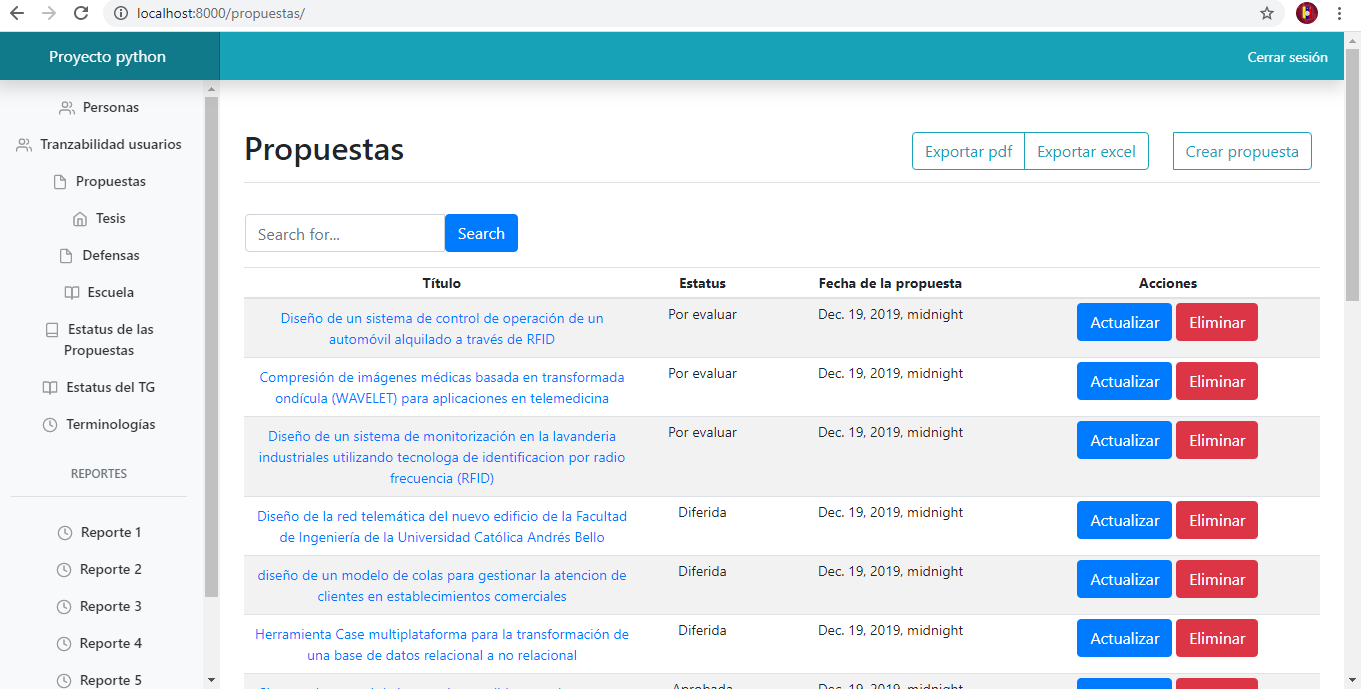 localhost:8000/propuestas/
Proyecto python
Cerrar sesión
Personas
Tranzabilidad usuarios
Propuestas
Tesis
Defensas
Escuela
Estatus de las
Propuestas
Estatus del TG
Terminologías
REPORTES
Reporte 1
Reporte 2
Reporte 3
Reporte 4
Reporte 5
Propuestas
Exportar pdf
Exportar excel
Crear propuesta
Search for...
Search
Título Estatus Fecha de la propuesta Acciones
Diseño de un sistema de control de operación de un Por evaluar Dec. 19, 2019, midnight Actualizar Eliminar
automóvil alquilado a través de RFID
Compresión de imágenes médicas basada en transformada Por evaluar Dec. 19, 2019, midnight Actualizar Eliminar
ondícula (WAVELET) para aplicaciones en telemedicina
Diseño de un sistema de monitorización en la lavanderia Por evaluar Dec. 19, 2019, midnight Actualizar Eliminar
industriales utilizando tecnologa de identificacion por radio
frecuencia (RFID)
Diseño de la red telemática del nuevo edificio de la Facultad Diferida Dec. 19, 2019, midnight Actualizar Eliminar
de Ingeniería de la Universidad Católica Andrés Bello
diseño de un modelo de colas para gestionar la atencion de Diferida Dec. 19, 2019, midnight Actualizar Eliminar
clientes en establecimientos comerciales
Herramienta Case multiplataforma para la transformación de Diferida Dec. 19, 2019, midnight Actualizar Eliminar
una base de datos relacional a no relacional
Aprobada Dec. 19, 2019, midnight